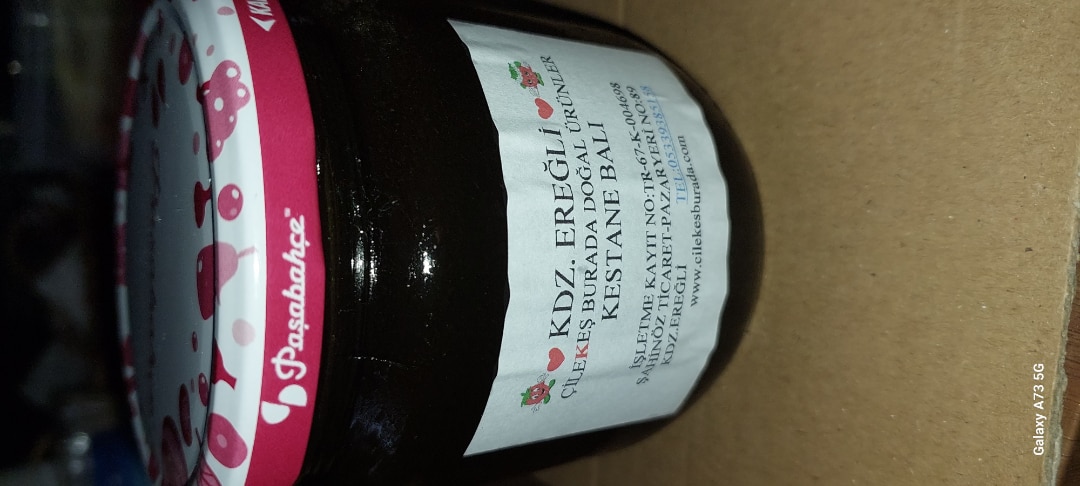 Paşabahçe
KDZ. EREĞLİ
ÇİLEKEŞ BURADA DOĞAL ÜRÜNLER
KESTANE BALI
İŞLETME KAYIT NO:TR-67-K-004698
ŞAHİNÖZ TİCARET-PAZARYERİ NO:89
KDZ.EREĞLİ
www.cilekesburada.com
Galaxy A73 5G